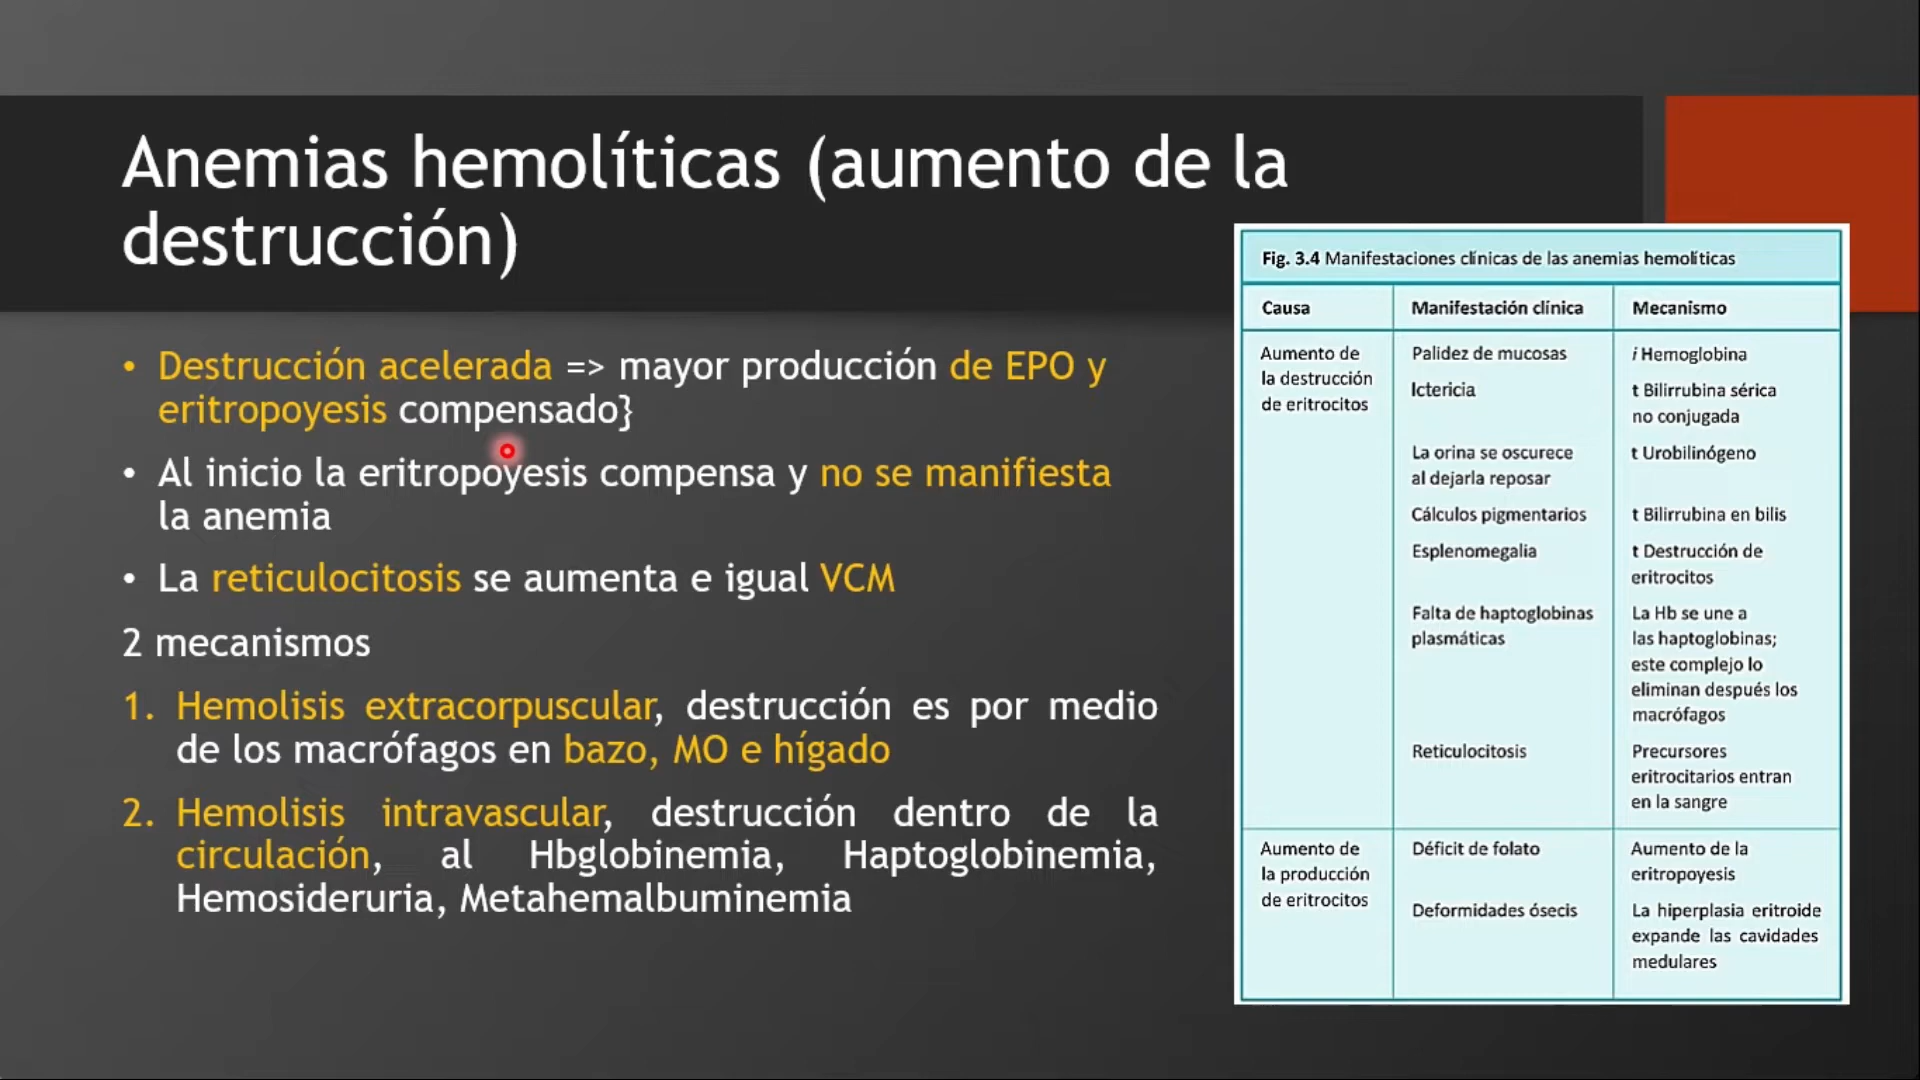 Anemias hemolíticas (aumento de la
destrucción)
• Destrucción acelerada => mayor producción de EPO y
eritropoyesis compensado}
• Al inicio la eritropoyesis compensa y no se manifiesta
la anemia
• La reticulocitosis se aumenta e igual VCM
2 mecanismos
1. Hemolisis extracorpuscular, destrucción es por medio
de los macrófagos en bazo, MO e hígado
2. Hemolisis intravascular, destrucción dentro de la
circulación, al Hbglobinemia, Haptoglobinemia,
Hemosideruria, Metahemalbuminemia
Fig. 3.4 Manifestaciones clínicas de las anemias hemolíticas
Causa Manifestación clínica Mecanismo
Aumento de
la destrucción
de eritrocitos
Palidez de mucosas
i Hemoglobina
Ictericia
t Bilirrubina sérica
no conjugada
La orina se oscurece
al dejarla reposar
t Urobilinógeno
Cálculos pigmentarios
t Bilirrubina en bilis
Esplenomegalia
t Destrucción de
eritrocitos
Falta de haptoglobinas
plasmáticas
La Hb se une a
las haptoglobinas;
este complejo lo
eliminan después los
macrófagos
Reticulocitosis
Precursores
eritrocitarios entran
en la sangre
Aumento de
la producción
de eritrocitos
Déficit de folato
Aumento de la
eritropoyesis
Deformidades ósecis
La hiperplasia eritroide
expande las cavidades
medulares